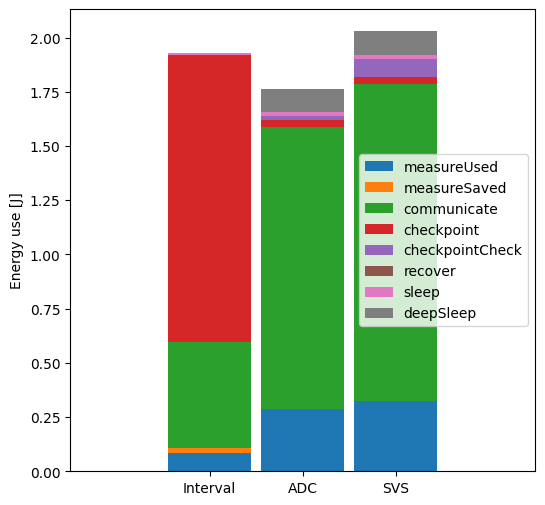 Energy use [J]
2.00
1.75
1.50
1.25
1.00
0.75
0.50
0.25
0.00
measureUsed
measureSaved
communicate
checkpoint
checkpointCheck
recover
sleep
deepSleep
Interval
ADC
SVS